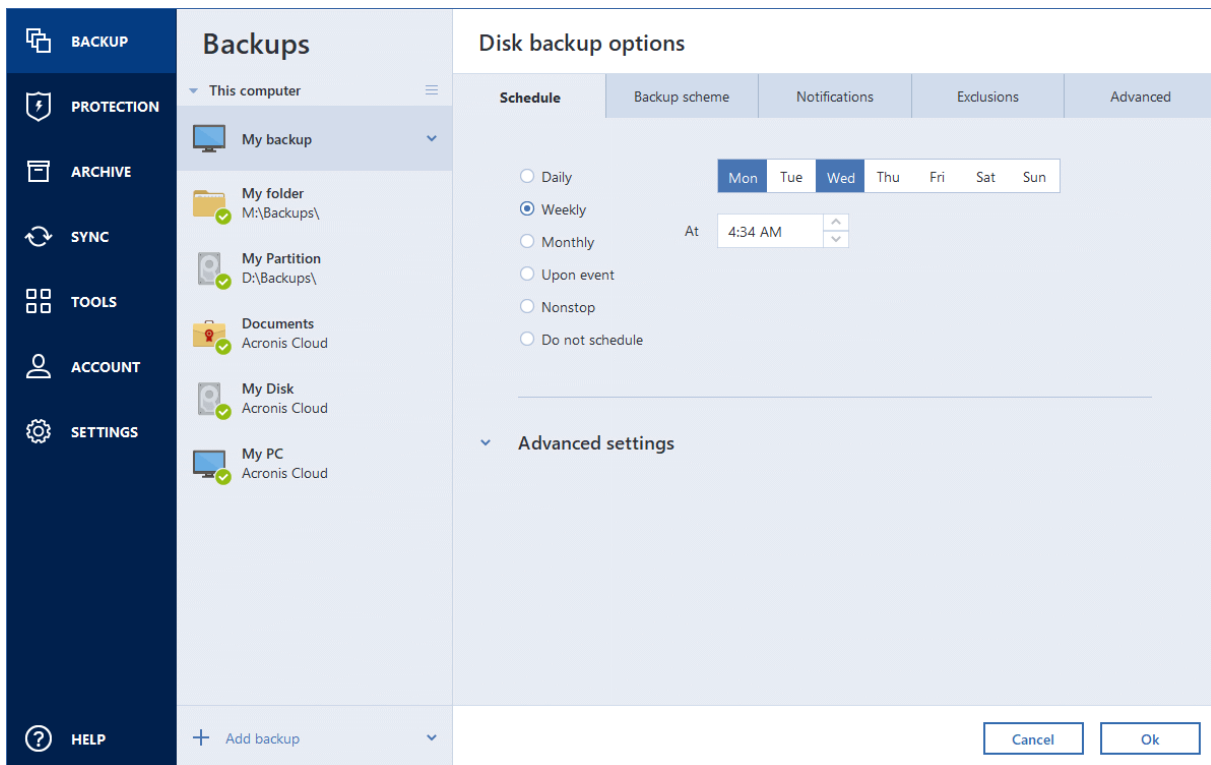 BACKUP
PROTECTION
ARCHIVE
SYNC
TOOLS
ACCOUNT
SETTINGS
HELP
Backups
This computer
My backup
My folder
M:\Backups\
My Partition
D:\Backups\
Documents
Acronis Cloud
My Disk
Acronis Cloud
My PC
Acronis Cloud
Add backup
Disk backup options
Schedule Backup scheme Notifications Exclusions Advanced
Daily
Weekly
Monthly
Upon event
Nonstop
Do not schedule
Mon Tue Wed Thu Fri Sat Sun
At 4:34 AM
Advanced settings
Cancel Ok